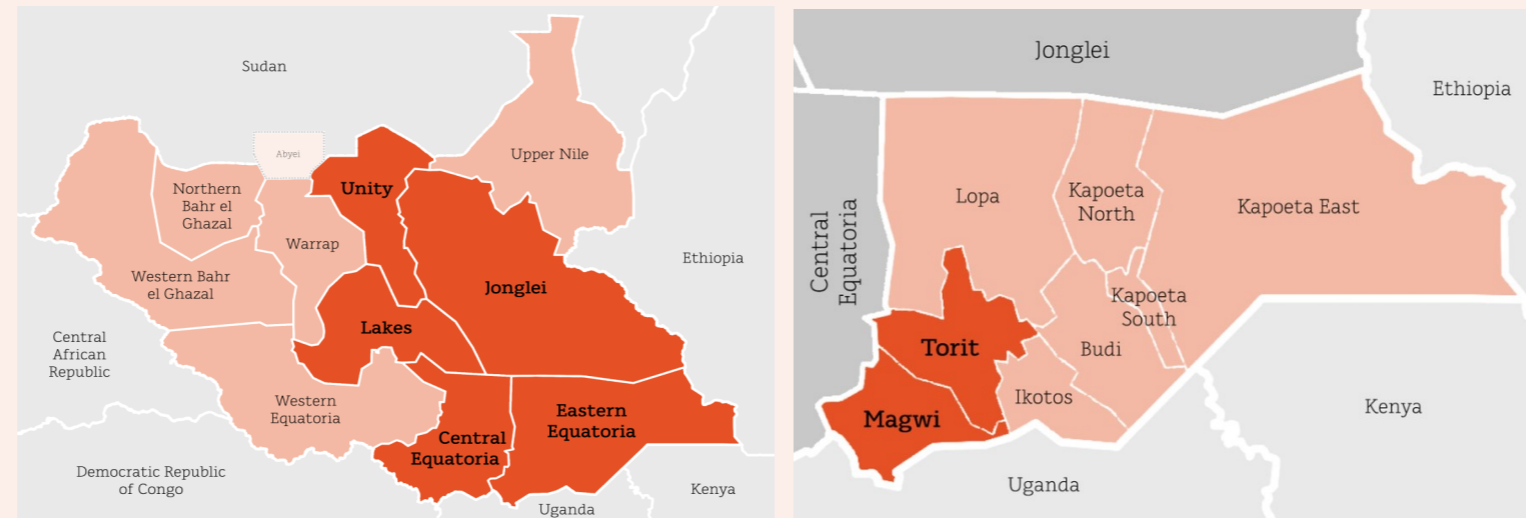 Sudan
Abyei
Upper Nile
Unity
Northern
Bahr el
Ghazal
Warrap
Ethiopia
Western Bahr
el Ghazal
Jonglei
Lakes
Central
African
Republic
Western
Equatoria
Eastern
Equatoria
Central
Equatoria
Democratic Republic
of Congo
Kenya
Uganda
Jonglei
Ethiopia
Lopa
Kapoeta
North
Kapoeta East
Central
Equatoria
Kapoeta
South
Torit
Budi
Ikotos
Magwi
Kenya
Uganda